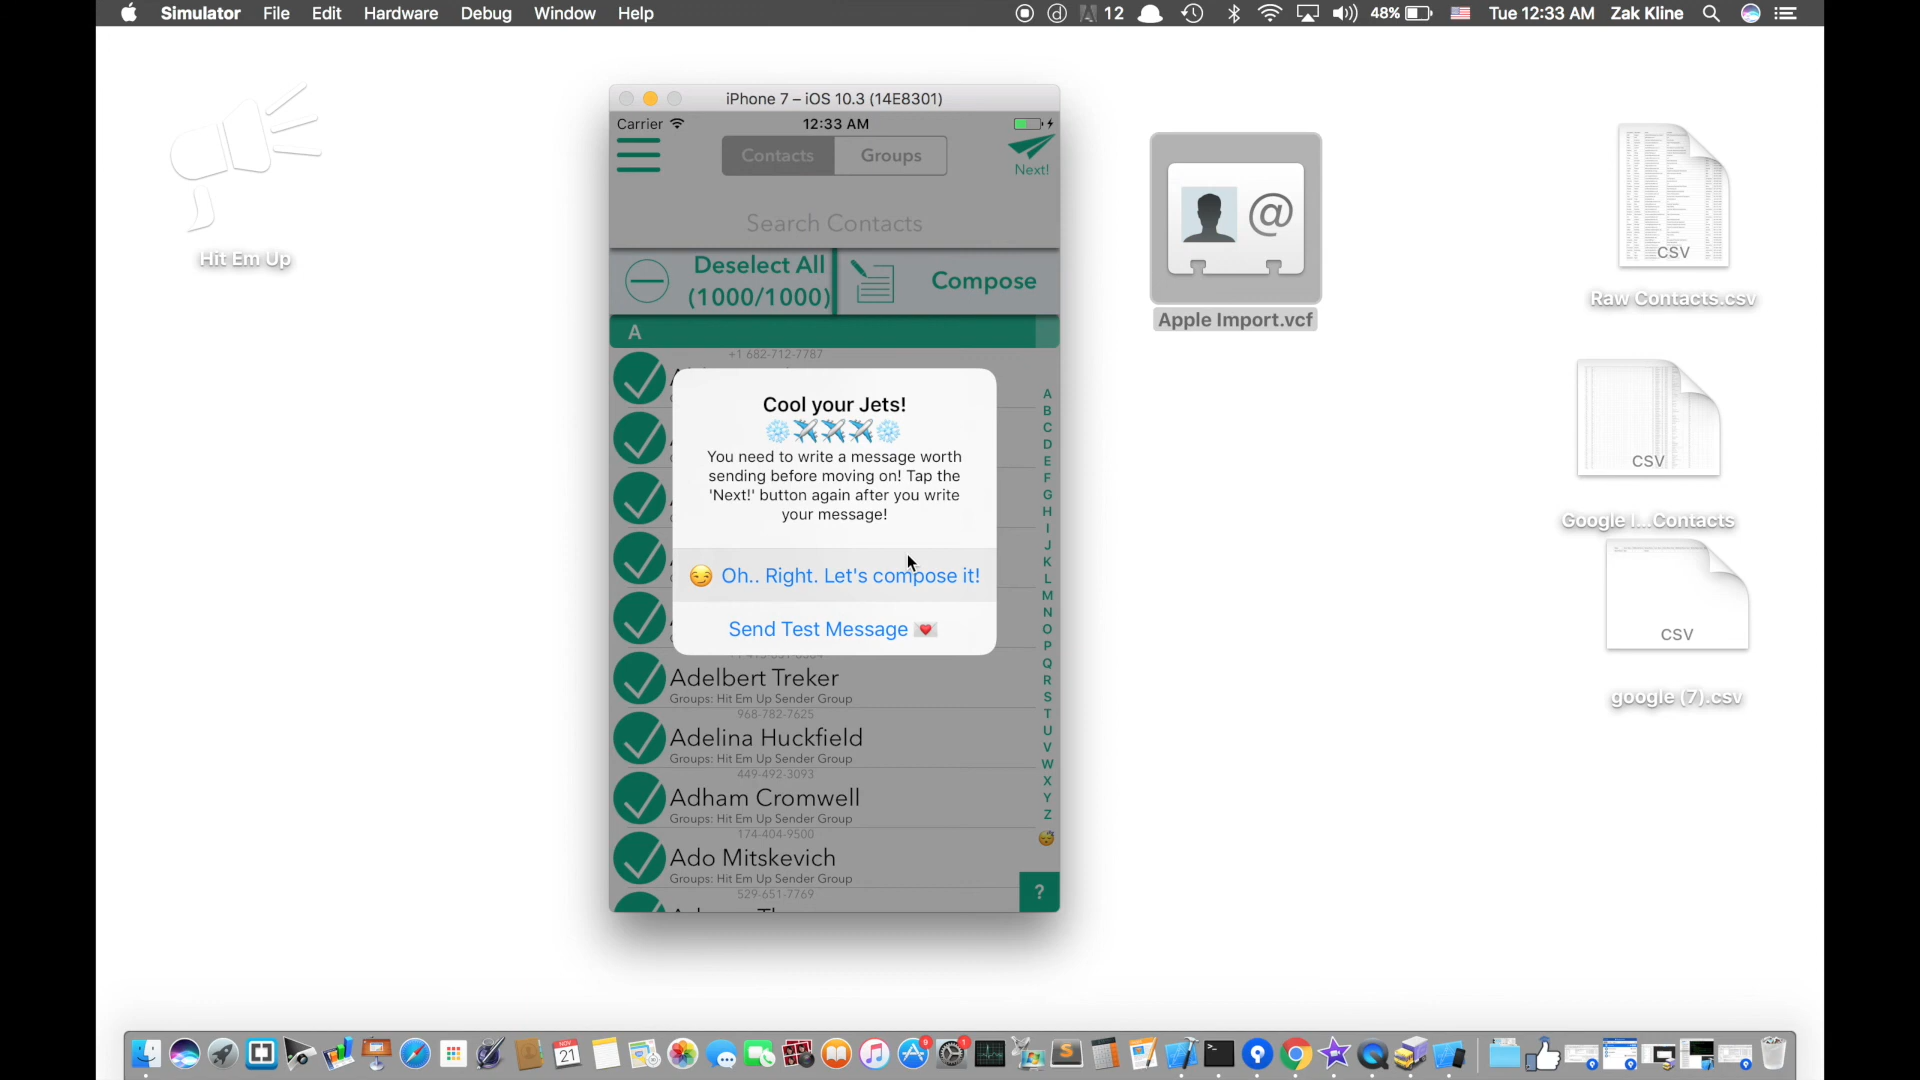 Simulator File Edit Hardware Debug Window Help 12 48% Tue 12:33 AM Zak Kline
Hit Em Up
iPhone 7 – iOS 10.3 (14E8301)
Carrier 12:33 AM
Contacts Groups Next!
Search Contacts
Deselect All
(1000/1000)
Compose
A
+1 682-712-7787
Cool your Jets!
❄️✈️✈️✈️❄️
You need to write a message worth
sending before moving on! Tap the
'Next!' button again after you write
your message!
😏 Oh.. Right. Let's compose it!
Send Test Message 💌
Adelbert Treker
Groups: Hit Em Up Sender Group
968-782-7625
Adelina Huckfield
Groups: Hit Em Up Sender Group
449-492-3093
Adham Cromwell
Groups: Hit Em Up Sender Group
174-404-9500
Ado Mitskevich
Groups: Hit Em Up Sender Group
529-651-7769
A
B
C
D
E
F
G
H
I
J
K
L
M
N
O
P
Q
R
S
T
U
V
W
X
Y
Z
?
@
Apple Import.vcf
CSV
Raw Contacts.csv
CSV
Google I...Contacts
CSV
google (7).csv
NOV
21
9
1